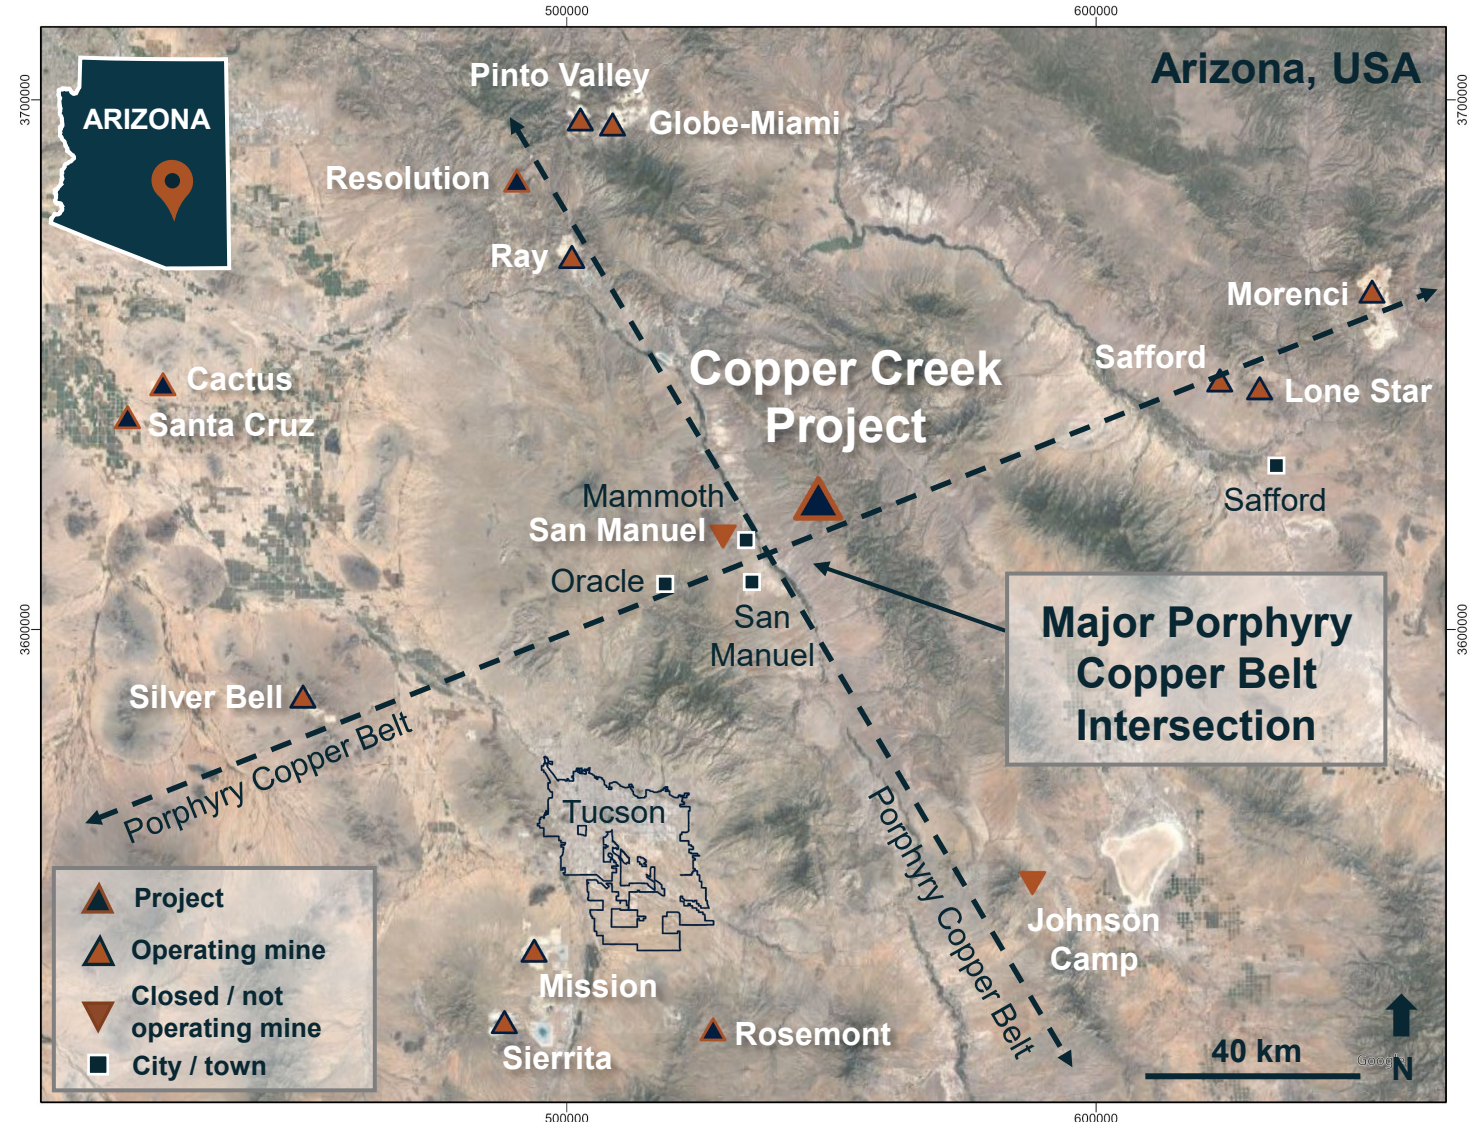 500000
600000
Arizona, USA
3700000
3700000
ARIZONA
Pinto Valley
Globe-Miami
Resolution
Ray
Morenci
Safford
Lone Star
Copper Creek
Project
Cactus
Santa Cruz
Safford
Mammoth
San Manuel
Oracle
San
Manuel
3600000
3600000
Major Porphyry
Copper Belt
Intersection
Silver Bell
Porphyry Copper Belt
Tucson
Porphyry Copper Belt
Johnson
Camp
Project
Operating mine
Closed / not
operating mine
City / town
Mission
Sierrita
Rosemont
40 km
Google
N
500000
600000